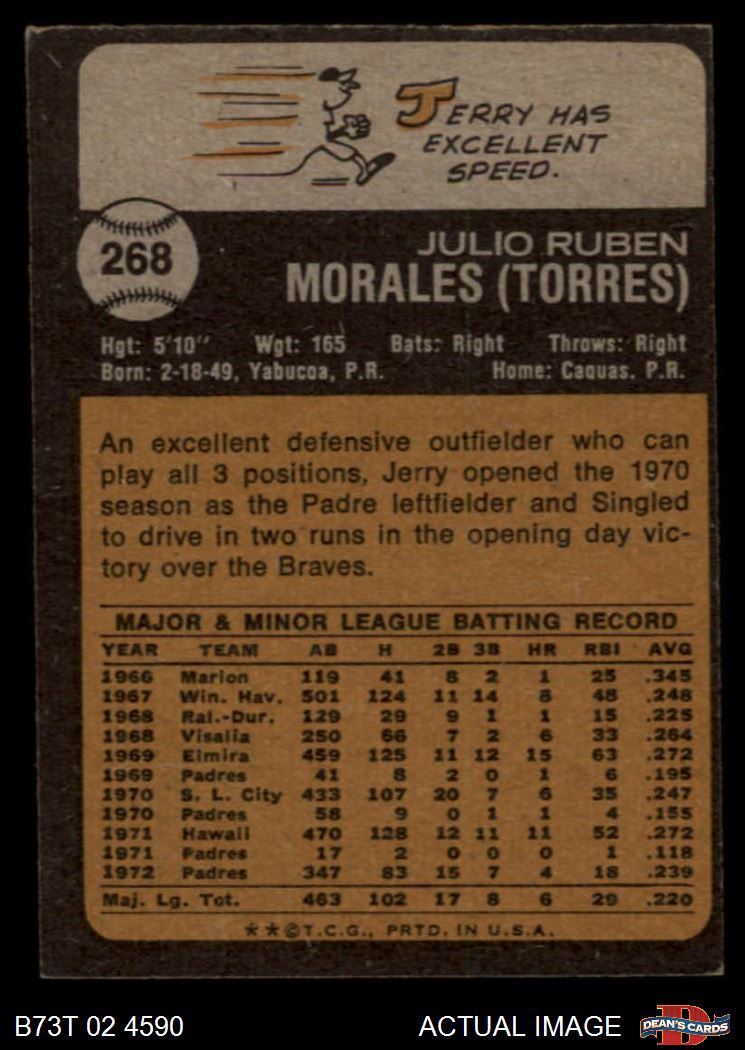 JERRY HAS
EXCELLENT
SPEED.
268
JULIO RUBEN
MORALES (TORRES)
Hgt: 5'10" Wgt: 165 Bats: Right Throws: Right
Born: 2-18-49, Yabucoa, P.R. Home: Caquas, P.R.
An excellent defensive outfielder who can
play all 3 positions, Jerry opened the 1970
season as the Padre leftfielder and Singled
to drive in two runs in the opening day vic-
tory over the Braves.
MAJOR & MINOR LEAGUE BATTING RECORD
YEAR TEAM AB H 2B 3B HR RBI AVG
1966 Marion 119 41 8 2 1 25 .345
1967 Win. Hav. 501 124 11 14 8 48 .248
1968 Ral.-Dur. 129 29 9 1 1 15 .225
1968 Visalia 250 66 7 2 6 33 .264
1969 Elmira 459 125 11 12 15 63 .272
1969 Padres 41 8 2 0 1 6 .195
1970 S. L. City 433 107 20 7 6 35 .247
1970 Padres 58 9 0 1 1 4 .155
1971 Hawaii 470 128 12 11 11 52 .272
1971 Padres 17 2 0 0 0 1 .118
1972 Padres 347 83 15 7 4 18 .239
Maj. Lg. Tot. 463 102 17 8 6 29 .220
**©T.C.G., PRTD. IN U.S.A.
B73T 02 4590 ACTUAL IMAGE D DEAN'S CARDS